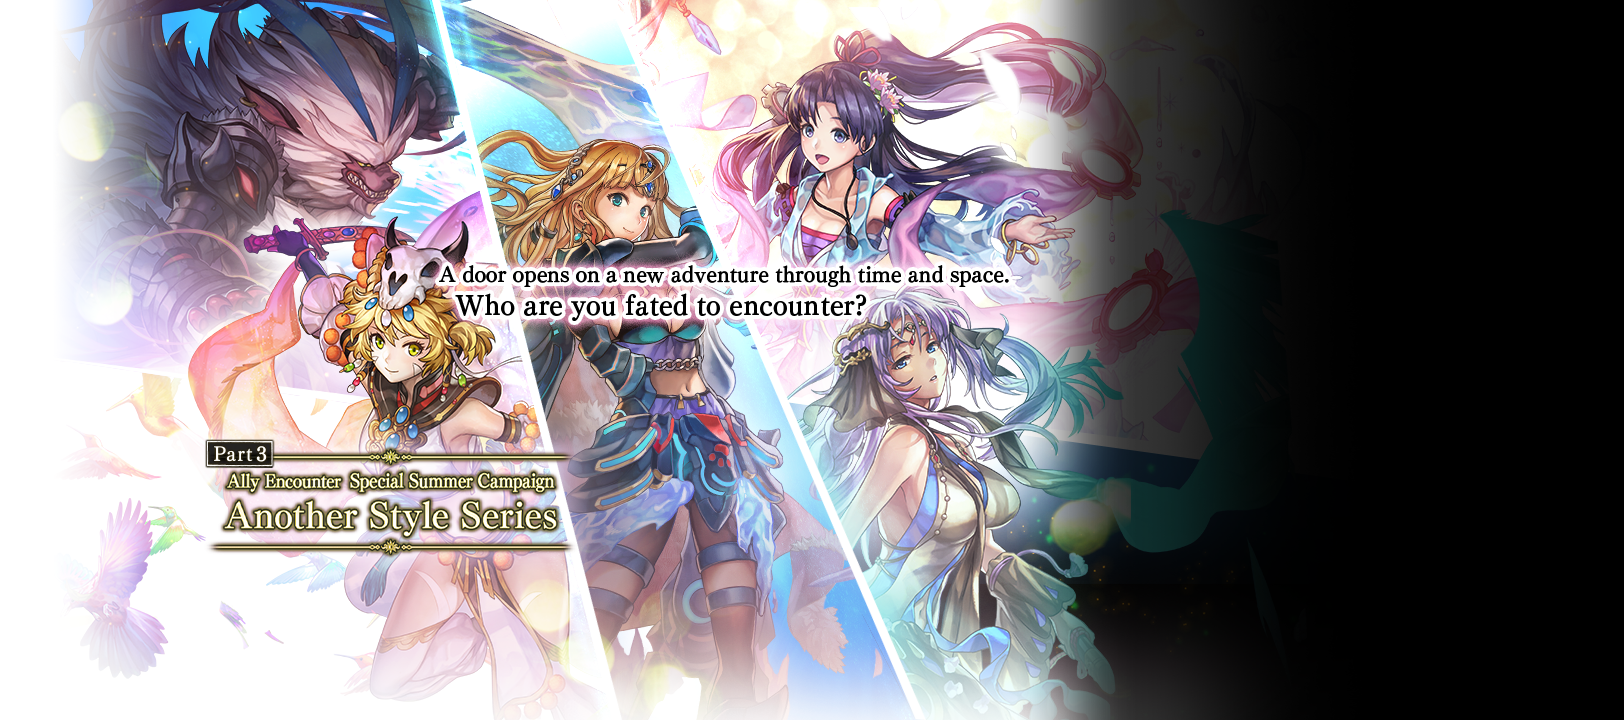 A door opens on a new adventure through time and space.
Who are you fated to encounter?
Part 3
Ally Encounter Special Summer Campaign
Another Style Series